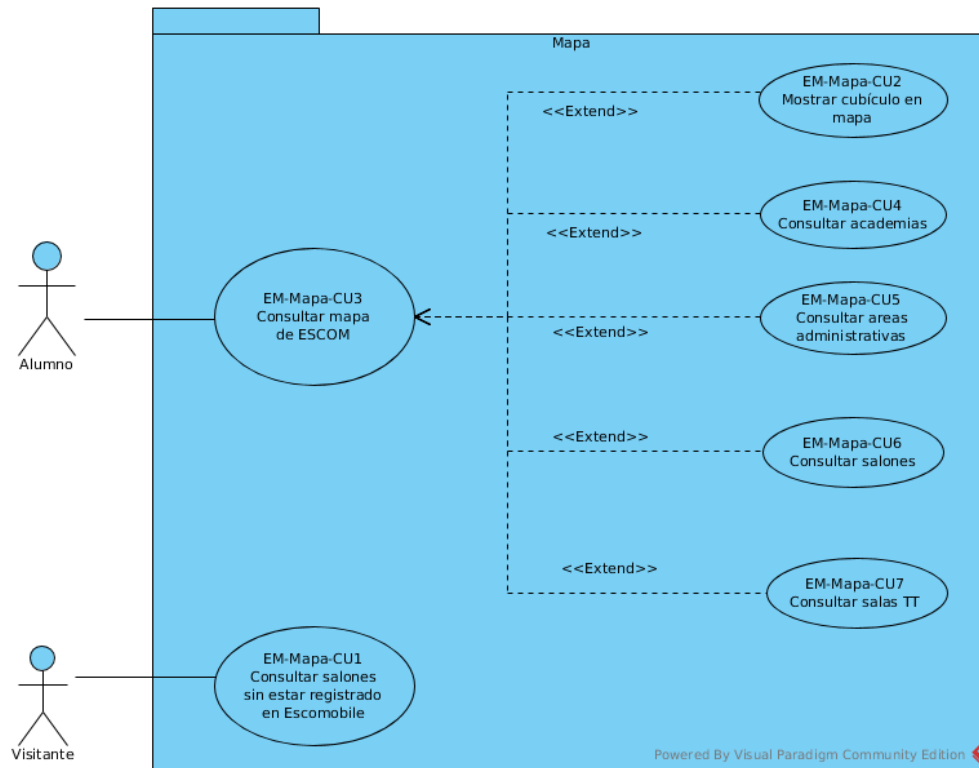 Mapa
EM-Mapa-CU2
Mostrar cubículo en
mapa
<<Extend>>
EM-Mapa-CU4
Consultar academias
<<Extend>>
EM-Mapa-CU3
Consultar mapa
de ESCOM
EM-Mapa-CU5
Consultar areas
administrativas
<<Extend>>
Alumno
<<Extend>>
EM-Mapa-CU6
Consultar salones
<<Extend>>
EM-Mapa-CU7
Consultar salas TT
EM-Mapa-CU1
Consultar salones
sin estar registrado
en Escomobile
Visitante
Powered By Visual Paradigm Community Edition